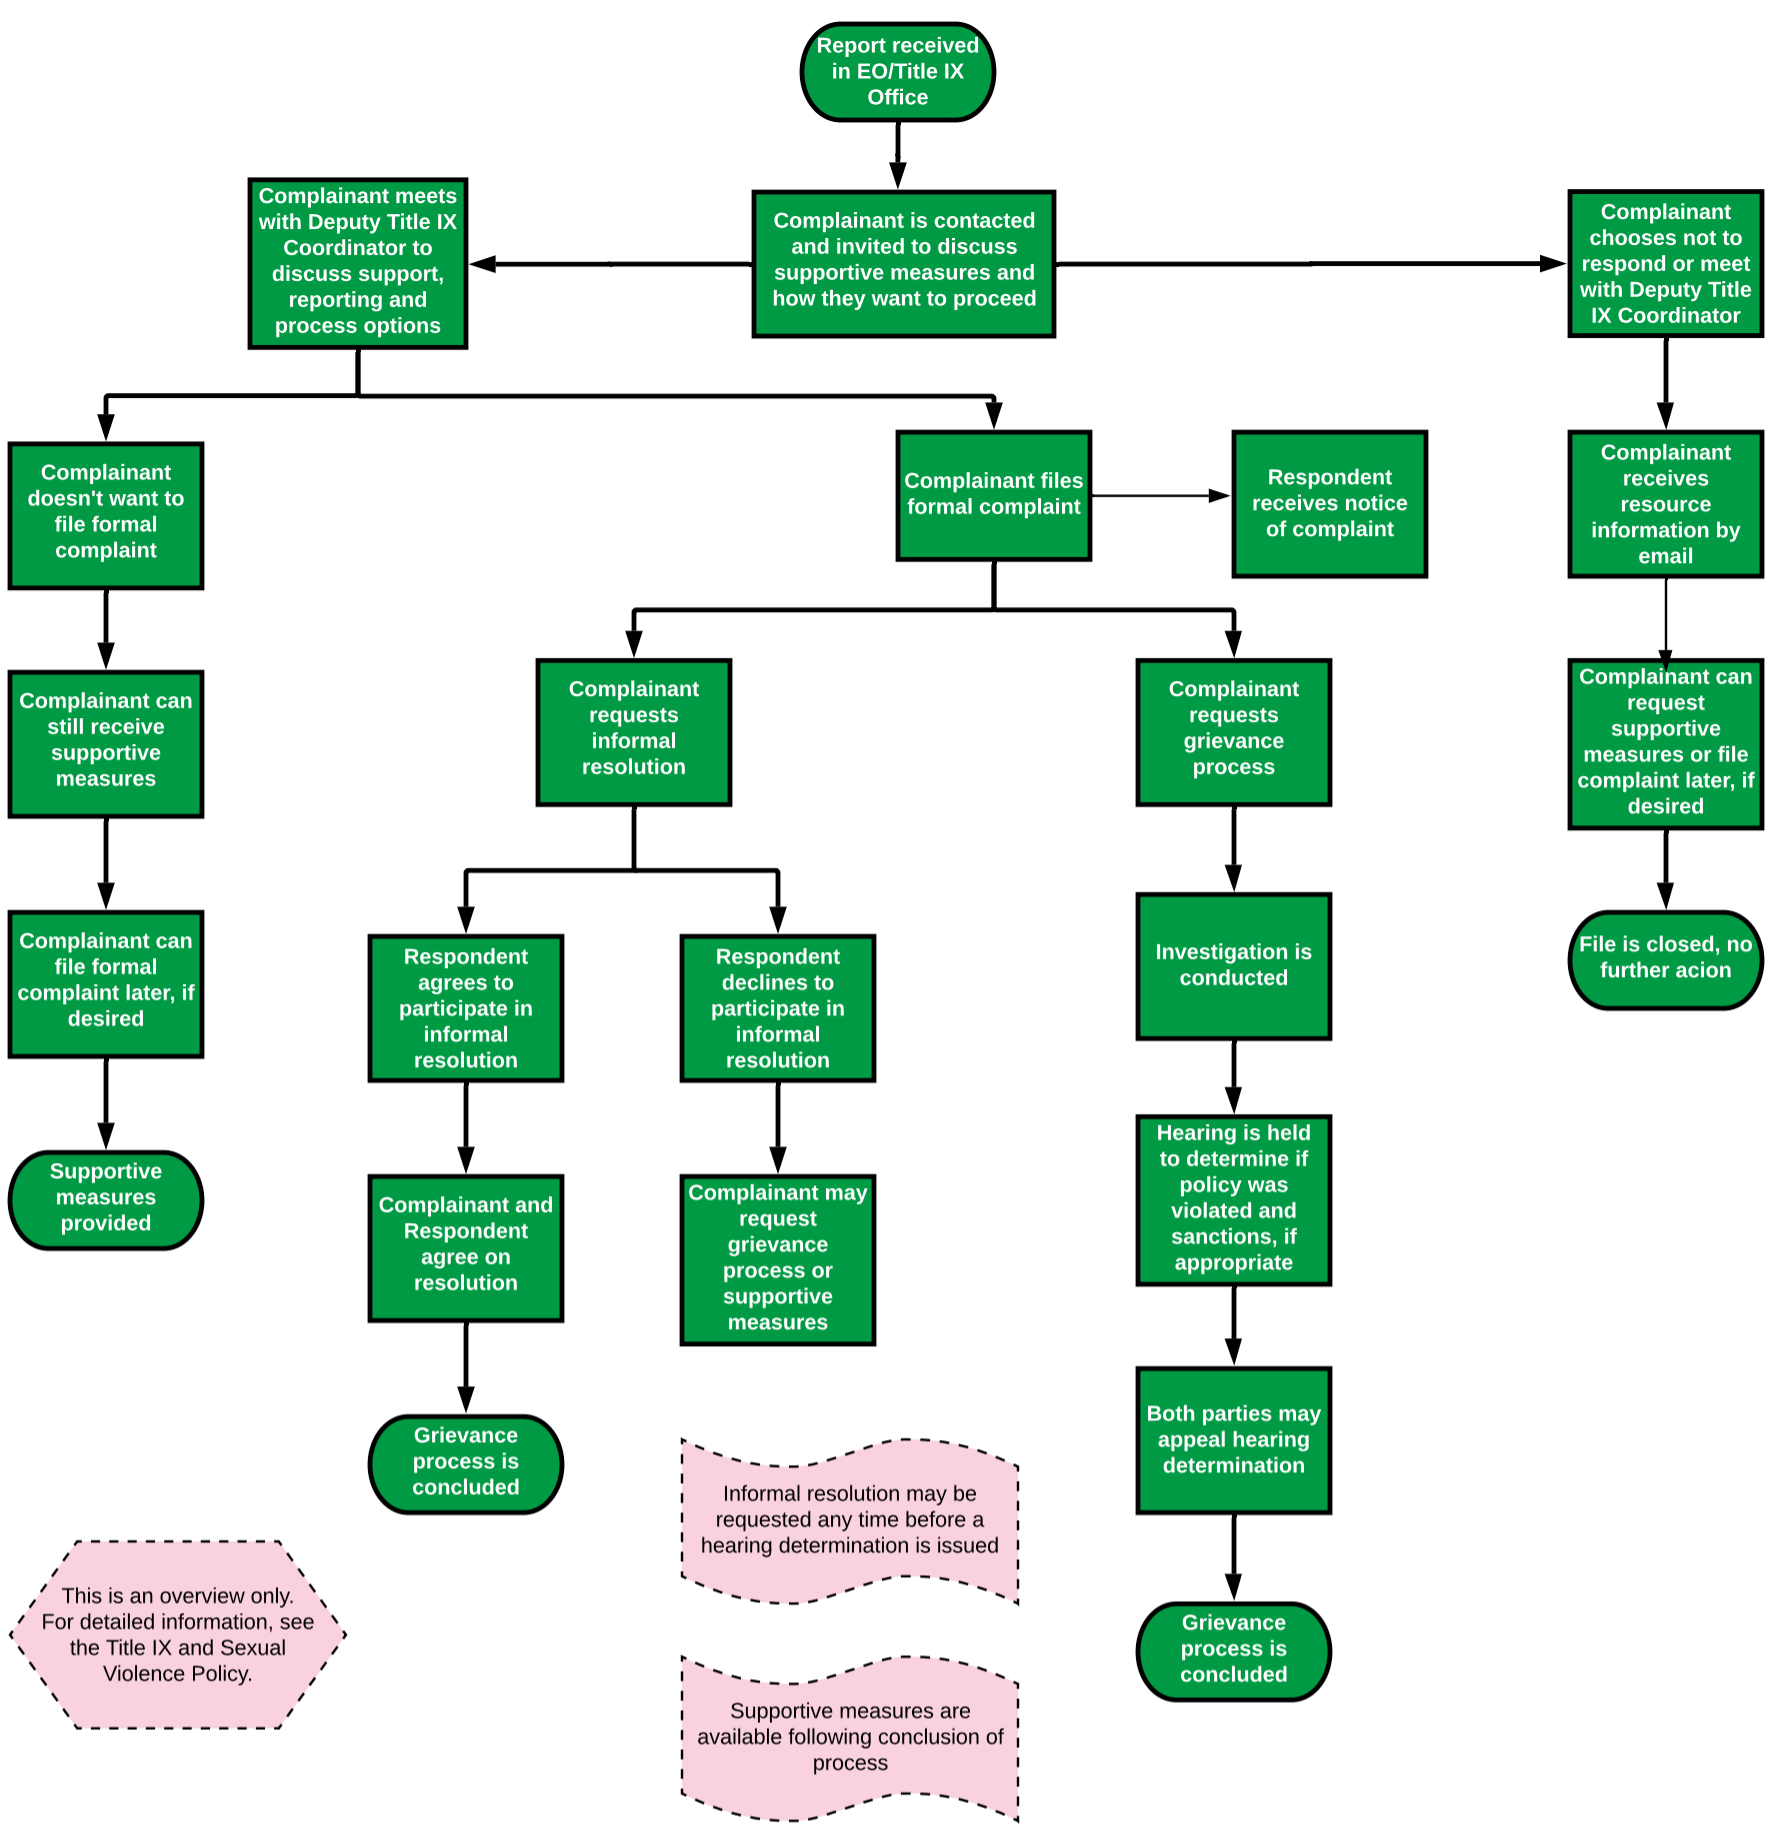 Report received
in EO/Title IX
Office
Complainant meets
with Deputy Title IX
Coordinator to
discuss support,
reporting and
process options
Complainant is contacted
and invited to discuss
supportive measures and
how they want to proceed
Complainant
chooses not to
respond or meet
with Deputy Title
IX Coordinator
Complainant
doesn't want to
file formal
complaint
Complainant files
formal complaint
Respondent
receives notice
of complaint
Complainant
receives
resource
information by
email
Complainant can
still receive
supportive
measures
Complainant
requests
informal
resolution
Complainant
requests
grievance
process
Complainant can
request
supportive
measures or file
complaint later, if
desired
Complainant can
file formal
complaint later, if
desired
Respondent
agrees to
participate in
informal
resolution
Respondent
declines to
participate in
informal
resolution
Investigation is
conducted
File is closed, no
further acion
Supportive
measures
provided
Complainant and
Respondent
agree on
resolution
Complainant may
request
grievance
process or
supportive
measures
Hearing is held
to determine if
policy was
violated and
sanctions, if
appropriate
Grievance
process is
concluded
Both parties may
appeal hearing
determination
Informal resolution may be
requested any time before a
hearing determination is issued
This is an overview only.
For detailed information, see
the Title IX and Sexual
Violence Policy.
Grievance
process is
concluded
Supportive measures are
available following conclusion of
process